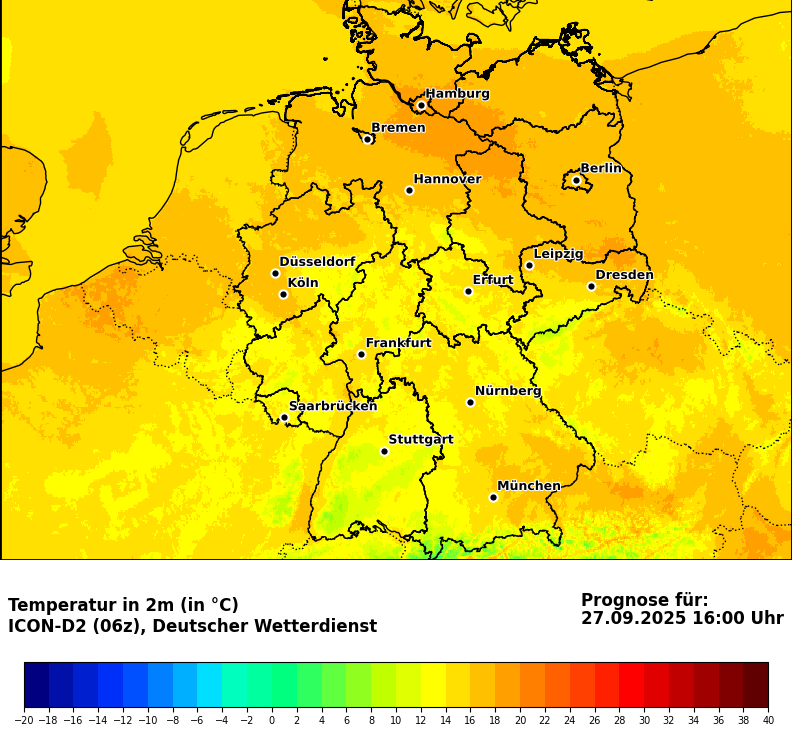 Hamburg
Bremen
Berlin
Hannover
Leipzig
Düsseldorf
Dresden
Köln
Erfurt
Frankfurt
Nürnberg
Saarbrücken
Stuttgart
München
Temperatur in 2m (in °C)
ICON-D2 (06z), Deutscher Wetterdienst
Prognose für:
27.09.2025 16:00 Uhr
−20 −18 −16 −14 −12 −10 −8 −6 −4 −2 0 2 4 6 8 10 12 14 16 18 20 22 24 26 28 30 32 34 36 38 40